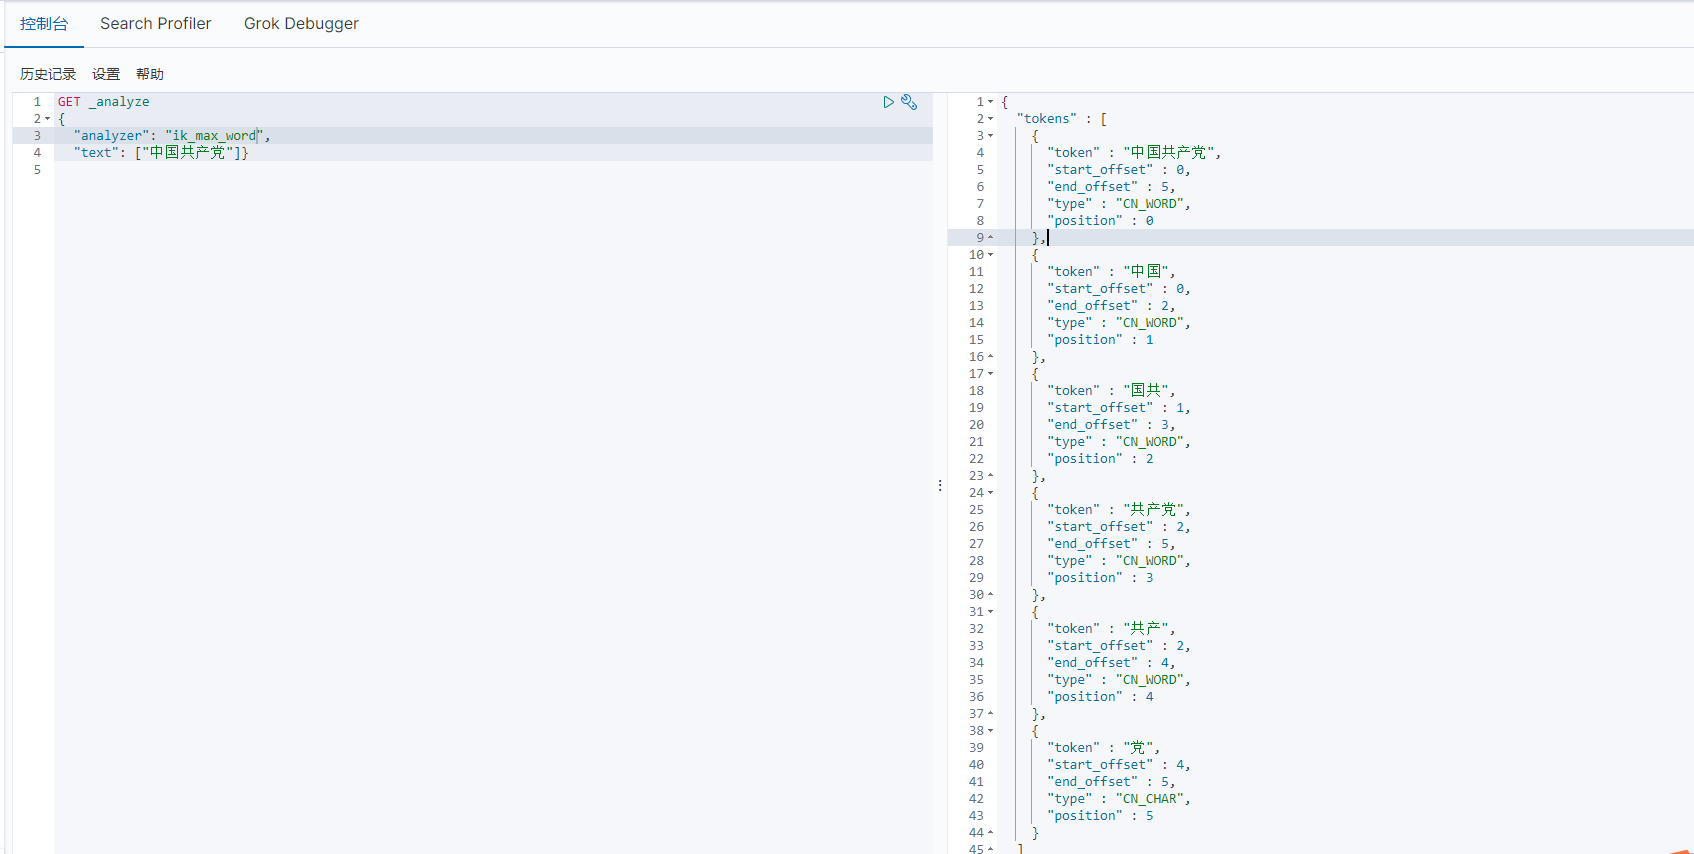 控制台 Search Profiler Grok Debugger
历史记录 设置 帮助
1 GET _analyze
2 {
3 "analyzer": "ik_max_word",
4 "text": ["中国共产党"]}
5
1 {
2 "tokens" : [
3 {
4 "token" : "中国共产党",
5 "start_offset" : 0,
6 "end_offset" : 5,
7 "type" : "CN_WORD",
8 "position" : 0
9 },
10 {
11 "token" : "中国",
12 "start_offset" : 0,
13 "end_offset" : 2,
14 "type" : "CN_WORD",
15 "position" : 1
16 },
17 {
18 "token" : "国共",
19 "start_offset" : 1,
20 "end_offset" : 3,
21 "type" : "CN_WORD",
22 "position" : 2
23 },
24 {
25 "token" : "共产党",
26 "start_offset" : 2,
27 "end_offset" : 5,
28 "type" : "CN_WORD",
29 "position" : 3
30 },
31 {
32 "token" : "共产",
33 "start_offset" : 2,
34 "end_offset" : 4,
35 "type" : "CN_WORD",
36 "position" : 4
37 },
38 {
39 "token" : "党",
40 "start_offset" : 4,
41 "end_offset" : 5,
42 "type" : "CN_CHAR",
43 "position" : 5
44 }
45 ]